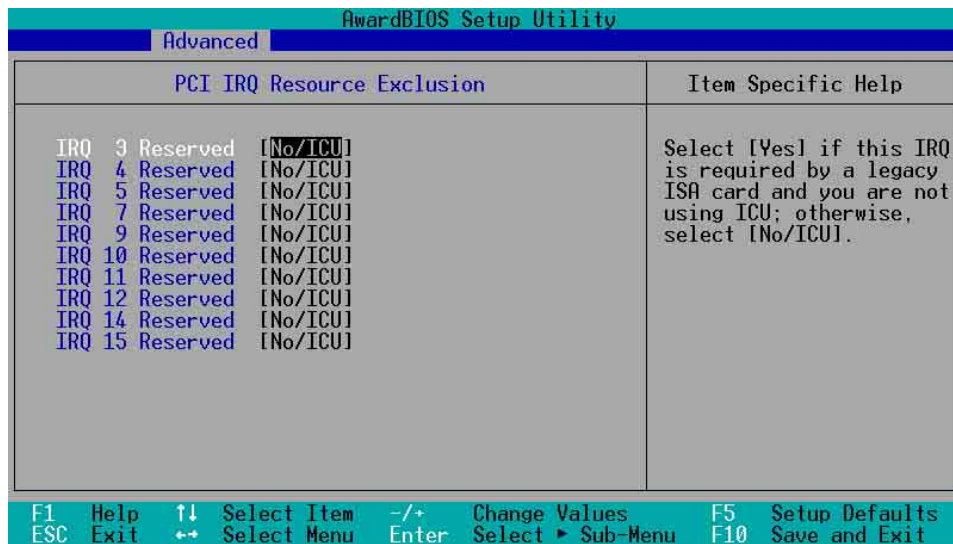 AwardBIOS Setup Utility
Advanced
PCI IRQ Resource Exclusion
IRQ 3 Reserved [No/ICU]
IRQ 4 Reserved [No/ICU]
IRQ 5 Reserved [No/ICU]
IRQ 7 Reserved [No/ICU]
IRQ 9 Reserved [No/ICU]
IRQ 10 Reserved [No/ICU]
IRQ 11 Reserved [No/ICU]
IRQ 12 Reserved [No/ICU]
IRQ 14 Reserved [No/ICU]
IRQ 15 Reserved [No/ICU]
Item Specific Help
Select [Yes] if this IRQ
is required by a legacy
ISA card and you are not
using ICU; otherwise,
select [No/ICU].
F1 Help ↑↓ Select Item -/+ Change Values F5 Setup Defaults
ESC Exit ←→ Select Menu Enter Select ► Sub-Menu F10 Save and Exit